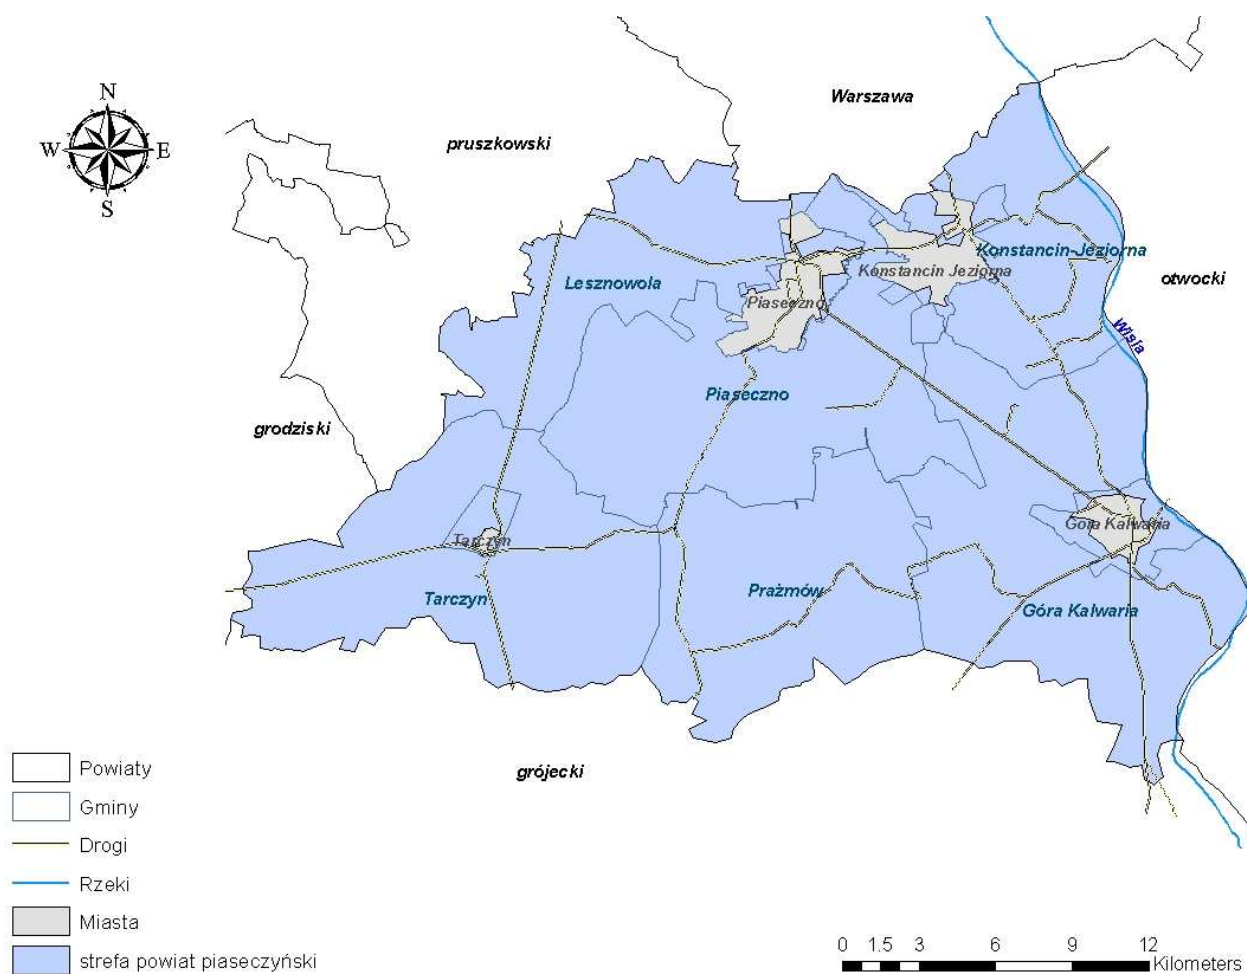 N
W
E
S
Warszawa
pruszkowski
Konstancin-Jeziorna
Konstancin Jeziorna
otwocki
Lesznowola
Piaseczno
Wisła
Piaseczno
grodziski
Góra Kalwaria
Tarczyn
Prażmów
Tarczyn
Góra Kalwaria
grójecki
Powiaty
Gminy
Drogi
Rzeki
Miasta
strefa powiat piaseczyński
0 1.5 3 6 9 12
Kilometers